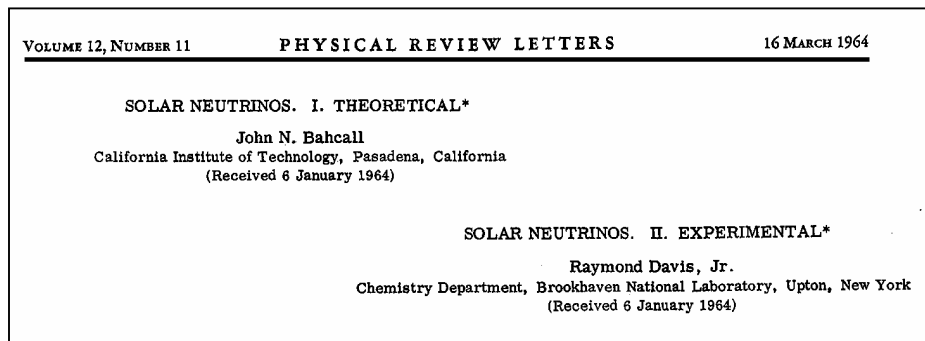 VOLUME 12, NUMBER 11 PHYSICAL REVIEW LETTERS 16 MARCH 1964
SOLAR NEUTRINOS. I. THEORETICAL*
John N. Bahcall
California Institute of Technology, Pasadena, California
(Received 6 January 1964)
SOLAR NEUTRINOS. II. EXPERIMENTAL*
Raymond Davis, Jr.
Chemistry Department, Brookhaven National Laboratory, Upton, New York
(Received 6 January 1964)